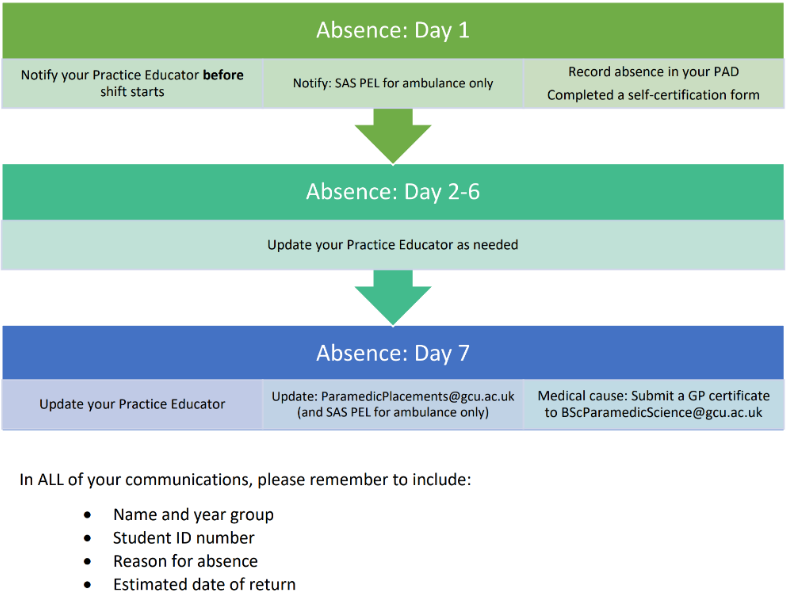 Absence: Day 1
Notify your Practice Educator before
shift starts
Notify: SAS PEL for ambulance only
Record absence in your PAD
Completed a self-certification form
Absence: Day 2-6
Update your Practice Educator as needed
Absence: Day 7
Update your Practice Educator
Update: ParamedicPlacements@gcu.ac.uk
(and SAS PEL for ambulance only)
Medical cause: Submit a GP certificate
to BScParamedicScience@gcu.ac.uk
In ALL of your communications, please remember to include:
• Name and year group
• Student ID number
• Reason for absence
• Estimated date of return